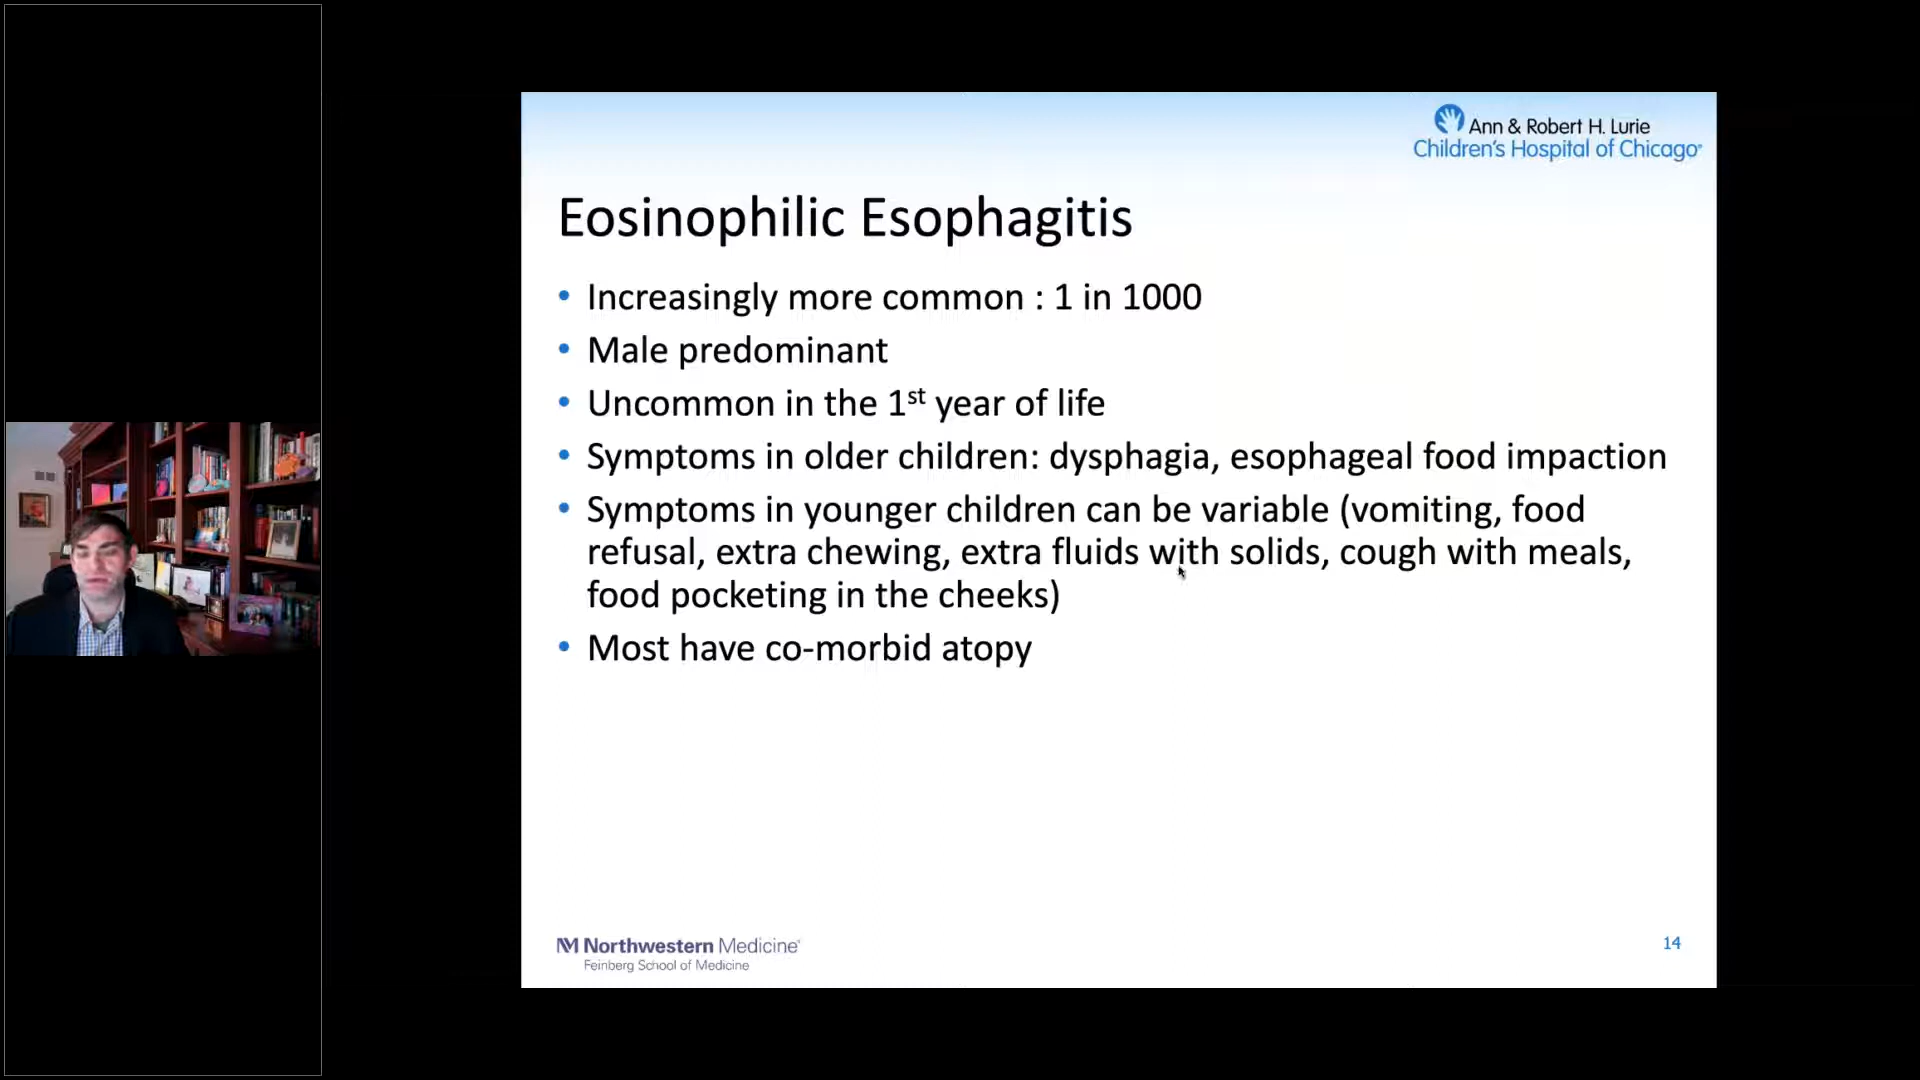 Ann & Robert H. Lurie
Children's Hospital of Chicago®
Eosinophilic Esophagitis
• Increasingly more common : 1 in 1000
• Male predominant
• Uncommon in the 1st year of life
• Symptoms in older children: dysphagia, esophageal food impaction
• Symptoms in younger children can be variable (vomiting, food
refusal, extra chewing, extra fluids with solids, cough with meals,
food pocketing in the cheeks)
• Most have co-morbid atopy
NM Northwestern Medicine®
Feinberg School of Medicine
14